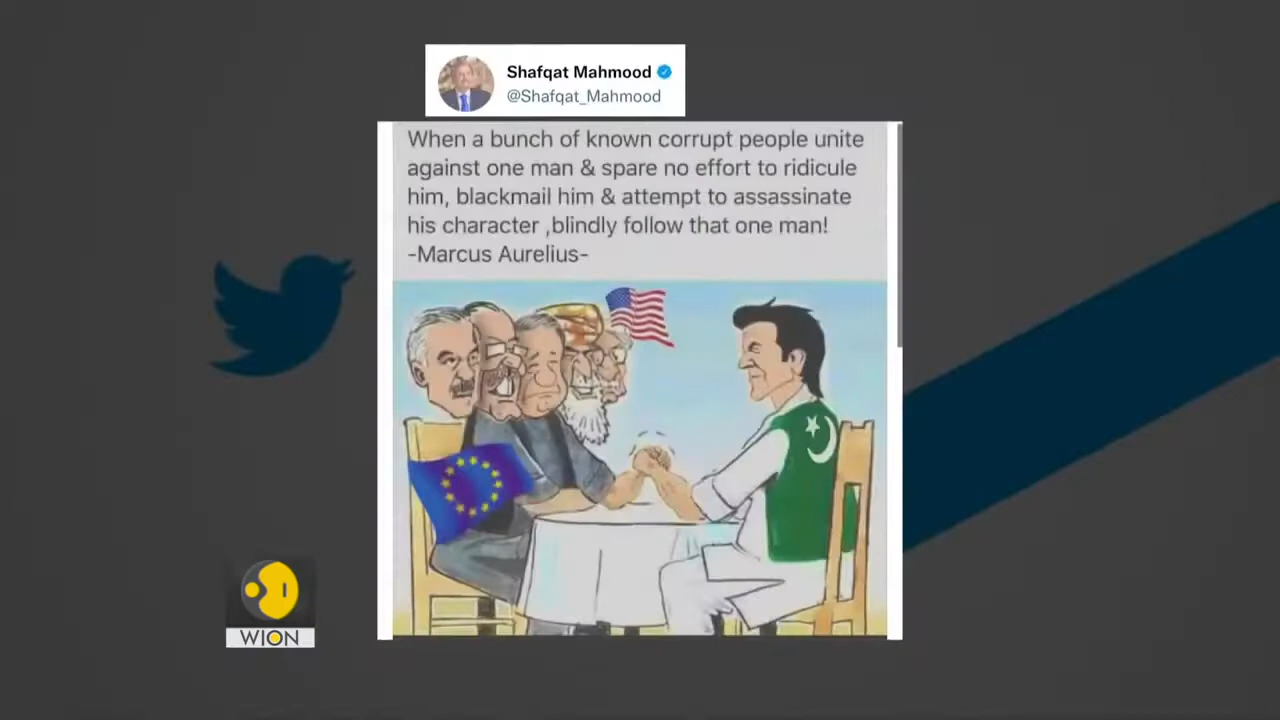 Shafqat Mahmood
@Shafqat_Mahmood
When a bunch of known corrupt people unite
against one man & spare no effort to ridicule
him, blackmail him & attempt to assassinate
his character ,blindly follow that one man!
-Marcus Aurelius-
WION